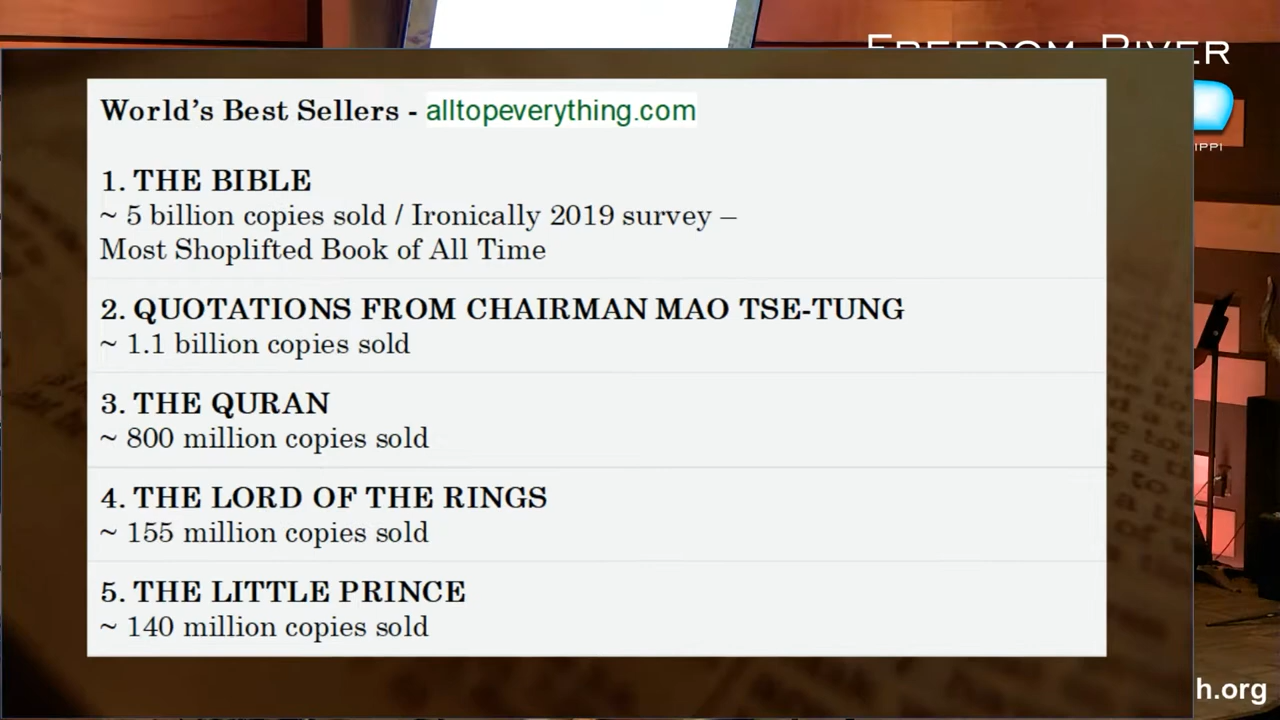 FREEDOM RIVER
World's Best Sellers - alltopeverything.com
IPPI
1. THE BIBLE
~ 5 billion copies sold / Ironically 2019 survey –
Most Shoplifted Book of All Time
2. QUOTATIONS FROM CHAIRMAN MAO TSE-TUNG
~ 1.1 billion copies sold
3. THE QURAN
~ 800 million copies sold
4. THE LORD OF THE RINGS
~ 155 million copies sold
5. THE LITTLE PRINCE
~ 140 million copies sold
h.org